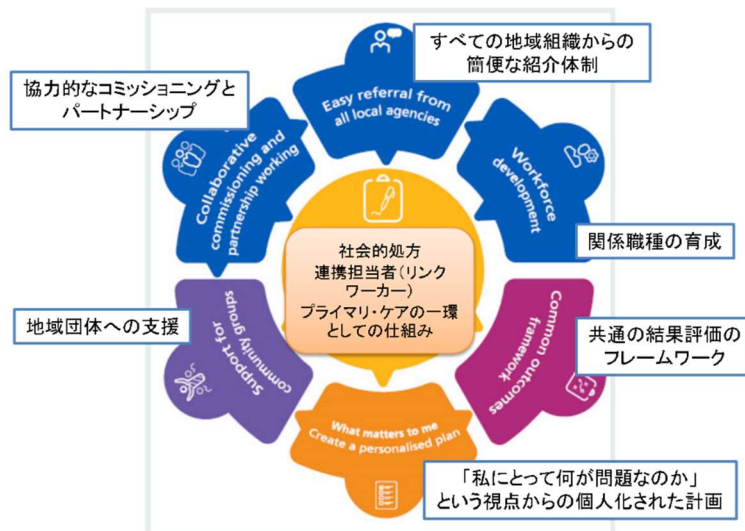 すべての地域組織からの
簡便な紹介体制
協力的なコミッショニングと
パートナーシップ
Easy referral from
all local agencies
Collaborative
commissioning and
partnership working
Workforce
development
関係職種の育成
社会的処方
連携担当者(リンク
ワーカー)
プライマリ・ケアの一環
としての仕組み
地域団体への支援
Support for
community groups
Common outcomes
framework
共通の結果評価の
フレームワーク
What matters to me
Create a personalised plan
「私にとって何が問題なのか」
という視点からの個人化された計画